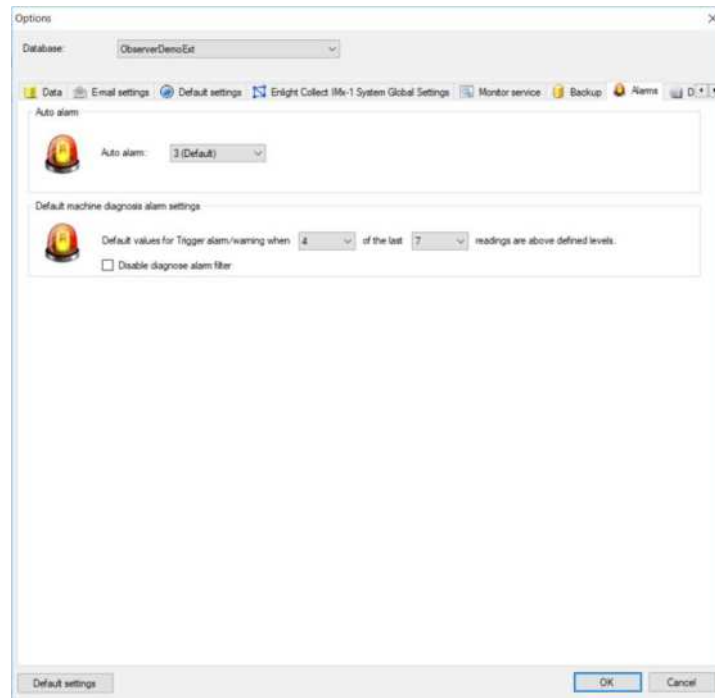 Options
Database: ObserverDemoExt
Data E-mail settings Default settings Enlight Collect IMx-1 System Global Settings Monitor service Backup Alarms D
Auto alarm
Auto alarm: 3 (Default)
Default machine diagnosis alarm settings
Default values for Trigger alarm/warning when 4 of the last 7 readings are above defined levels.
Disable diagnose alarm filter
Default settings OK Cancel